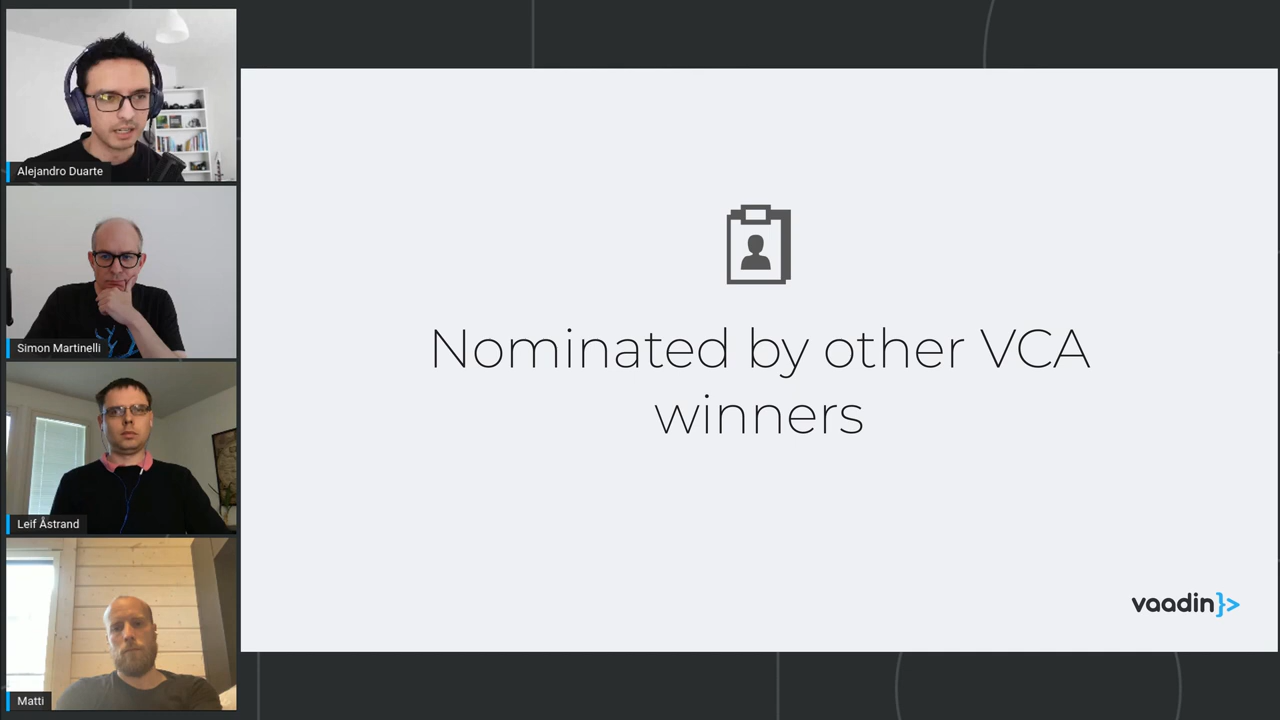 Alejandro Duarte
Simon Martinelli
Leif Åstrand
Matti
Nominated by other VCA
winners
vaadin}>